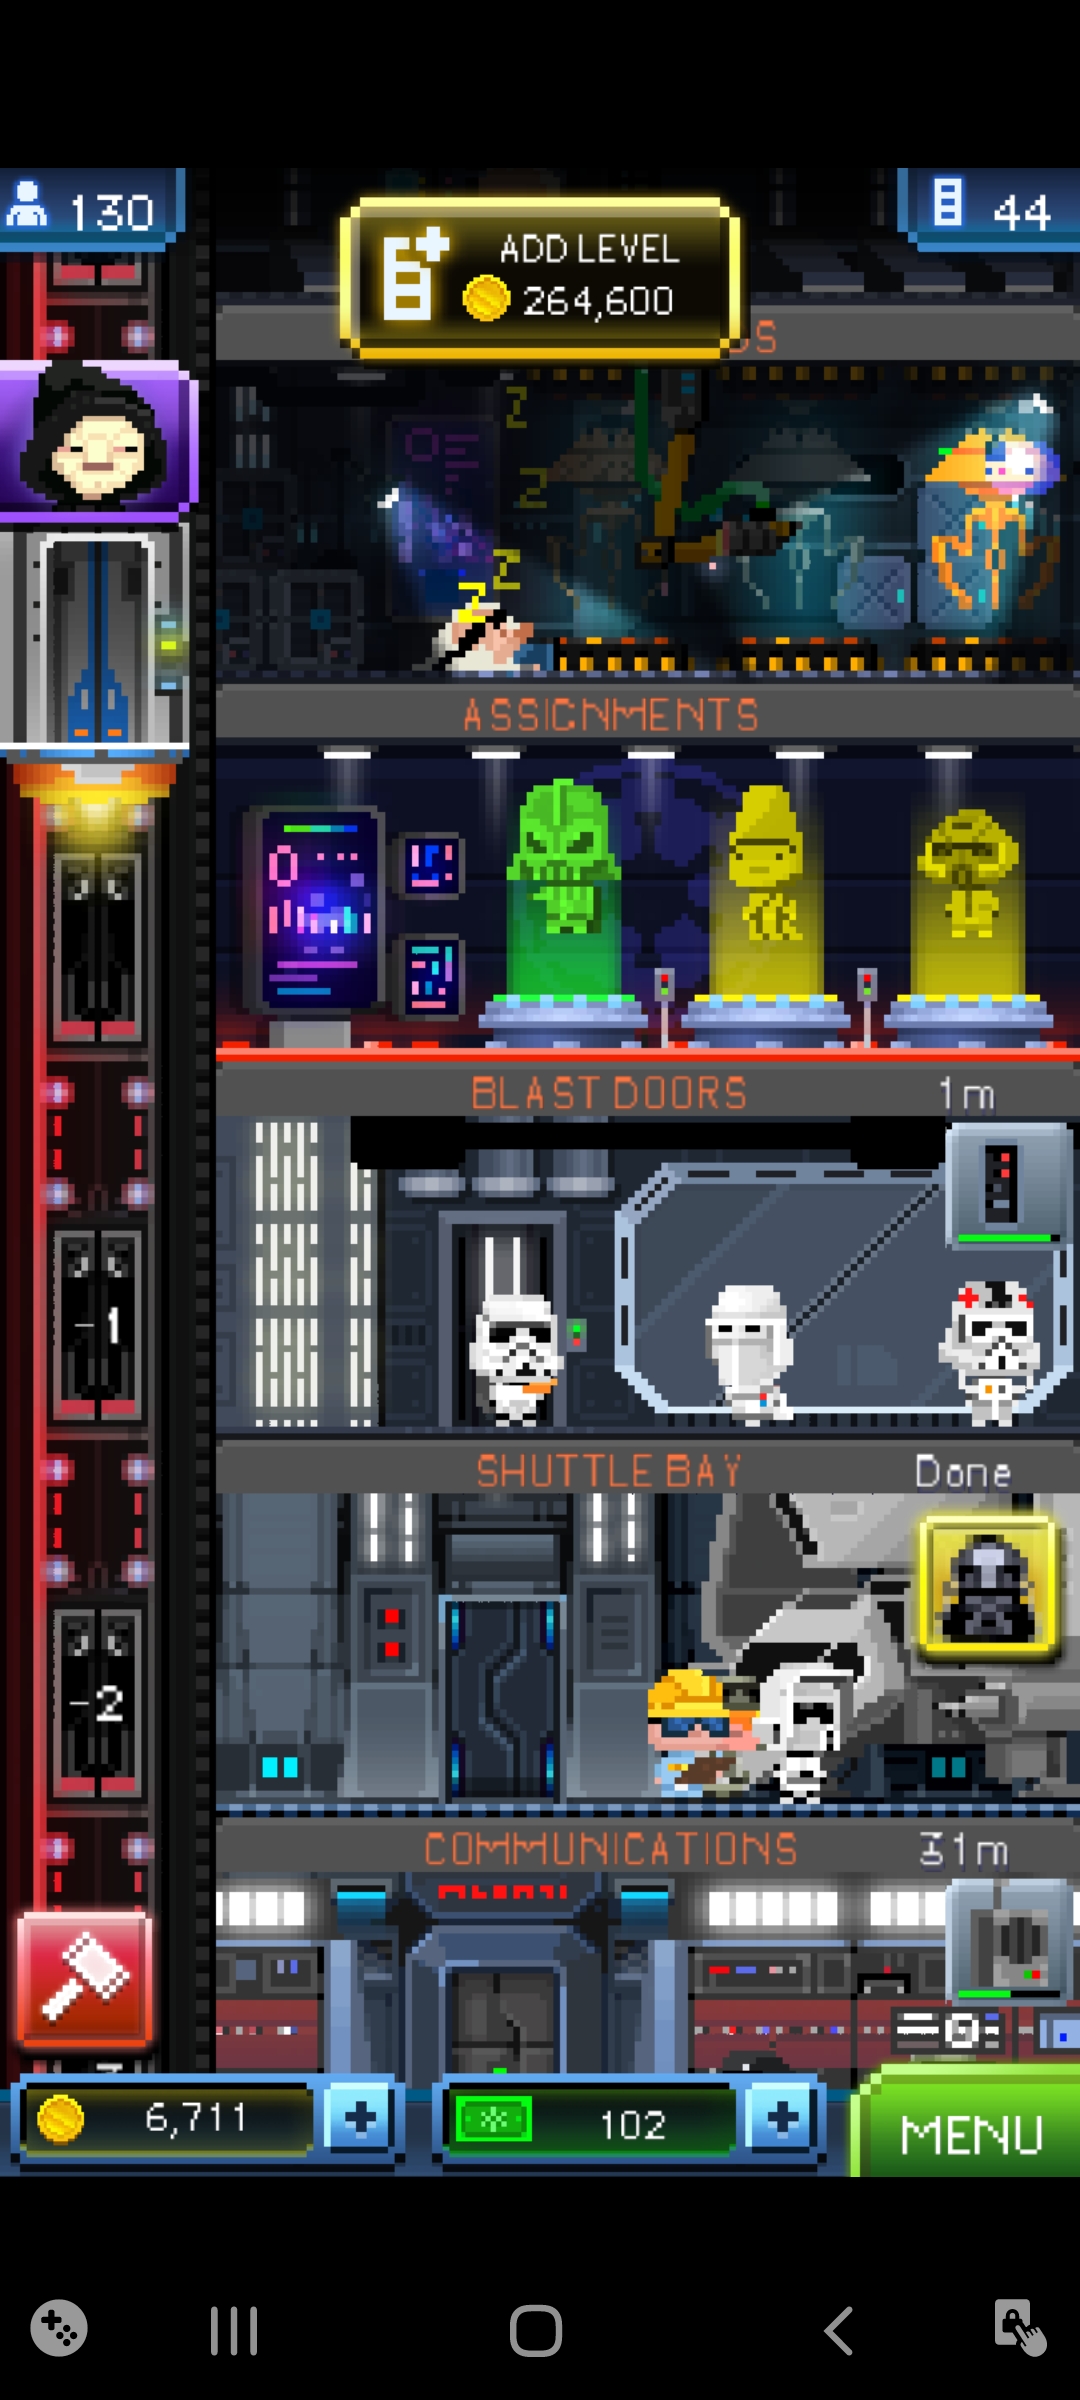 130
ADD LEVEL
264,600
44
Z
Z
Z
Z
ASSIGNMENTS
BLAST DOORS
1m
-1
SHUTTLE BAY
Done
-2
COMMUNICATIONS
31m
6,711
102
MENU